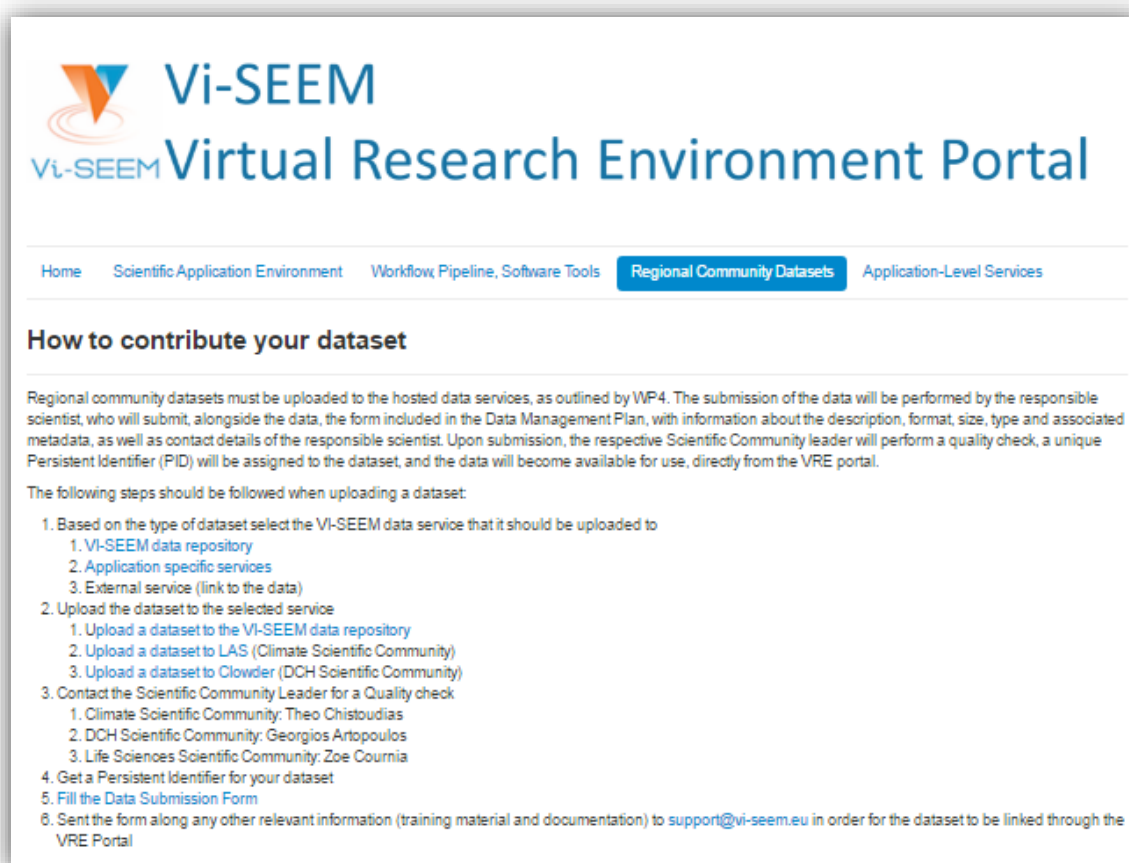 Vi-SEEM
Vi-SEEM
Virtual Research Environment Portal
Home Scientific Application Environment Workflow, Pipeline, Software Tools Regional Community Datasets Application-Level Services
How to contribute your dataset
Regional community datasets must be uploaded to the hosted data services, as outlined by WP4. The submission of the data will be performed by the responsible
scientist, who will submit, alongside the data, the form included in the Data Management Plan, with information about the description, format, size, type and associated
metadata, as well as contact details of the responsible scientist. Upon submission, the respective Scientific Community leader will perform a quality check, a unique
Persistent Identifier (PID) will be assigned to the dataset, and the data will become available for use, directly from the VRE portal.
The following steps should be followed when uploading a dataset:
1. Based on the type of dataset select the VI-SEEM data service that it should be uploaded to
1. VI-SEEM data repository
2. Application specific services
3. External service (link to the data)
2. Upload the dataset to the selected service
1. Upload a dataset to the VI-SEEM data repository
2. Upload a dataset to LAS (Climate Scientific Community)
3. Upload a dataset to Clowder (DCH Scientific Community)
3. Contact the Scientific Community Leader for a Quality check
1. Climate Scientific Community: Theo Chistoudias
2. DCH Scientific Community: Georgios Artopoulos
3. Life Sciences Scientific Community: Zoe Cournia
4. Get a Persistent Identifier for your dataset
5. Fill the Data Submission Form
6. Sent the form along any other relevant information (training material and documentation) to support@vi-seem.eu in order for the dataset to be linked through the
VRE Portal